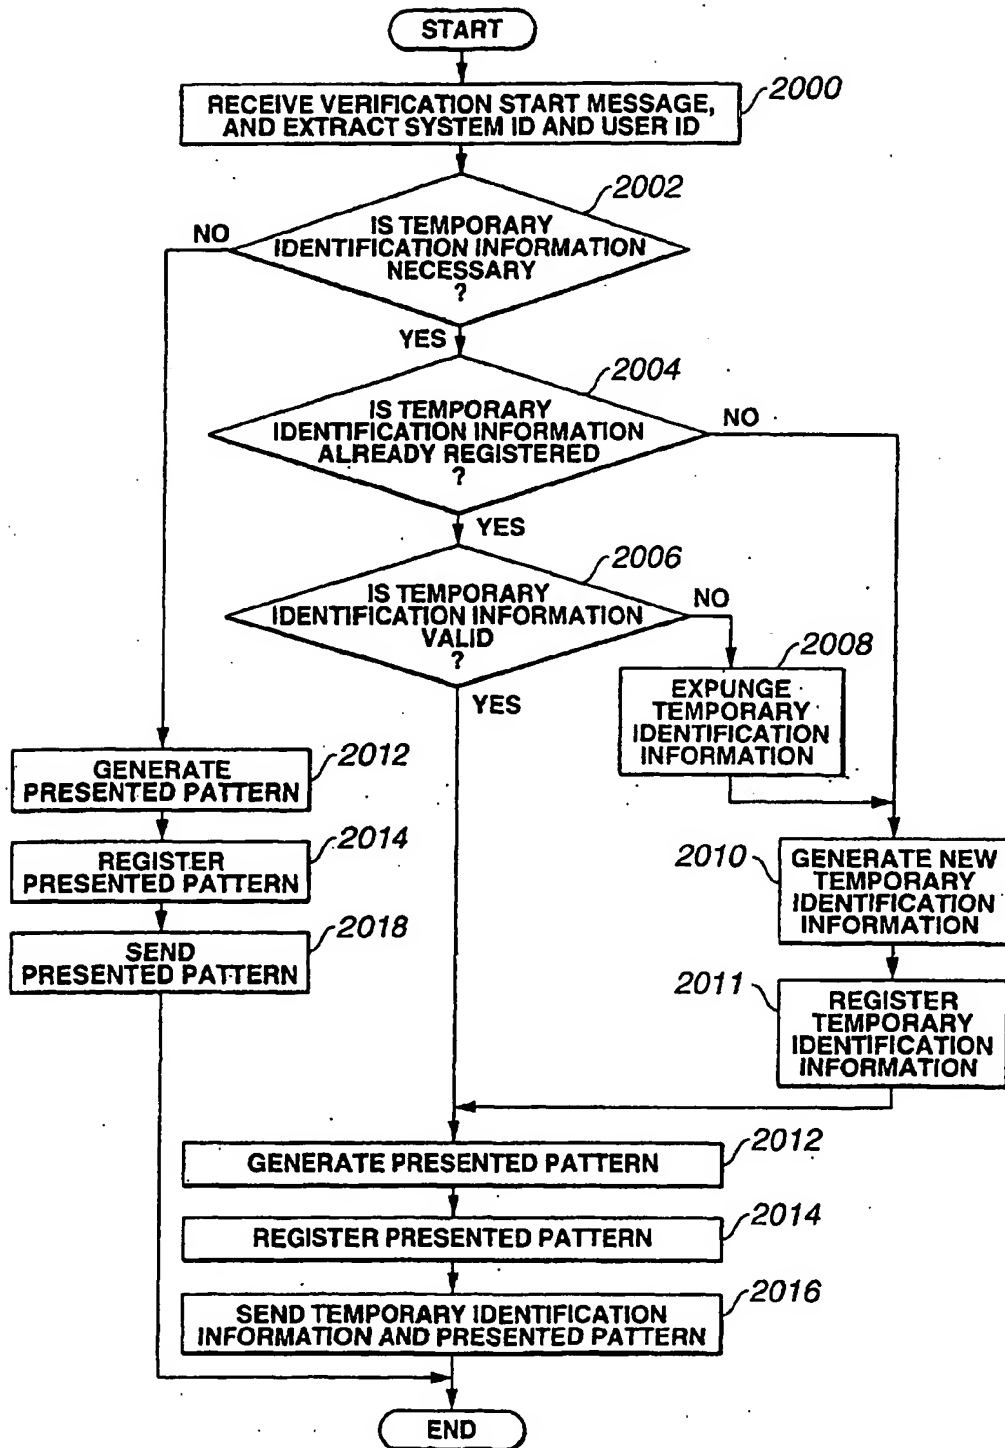 START
RECEIVE VERIFICATION START MESSAGE,
AND EXTRACT SYSTEM ID AND USER ID
2000
2002
IS TEMPORARY
IDENTIFICATION INFORMATION
NECESSARY
?
NO
YES
2004
IS TEMPORARY
IDENTIFICATION INFORMATION
ALREADY REGISTERED
?
NO
YES
2006
IS TEMPORARY
IDENTIFICATION INFORMATION
VALID
?
NO
YES
2008
EXPUNGE
TEMPORARY
IDENTIFICATION
INFORMATION
2012
GENERATE
PRESENTED PATTERN
2014
REGISTER
PRESENTED PATTERN
2018
SEND
PRESENTED PATTERN
2010
GENERATE NEW
TEMPORARY
IDENTIFICATION
INFORMATION
2011
REGISTER
TEMPORARY
IDENTIFICATION
INFORMATION
2012
GENERATE PRESENTED PATTERN
2014
REGISTER PRESENTED PATTERN
2016
SEND TEMPORARY IDENTIFICATION
INFORMATION AND PRESENTED PATTERN
END